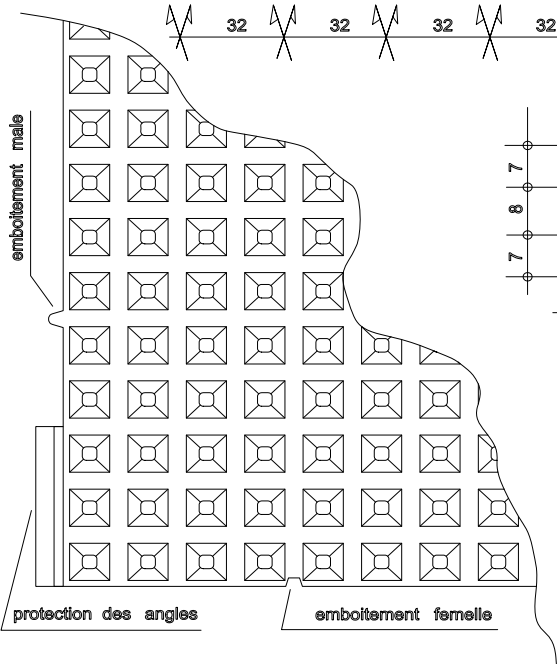 32 32 32 32
emboitement male
7
8
7
protection des angles
emboitement femelle